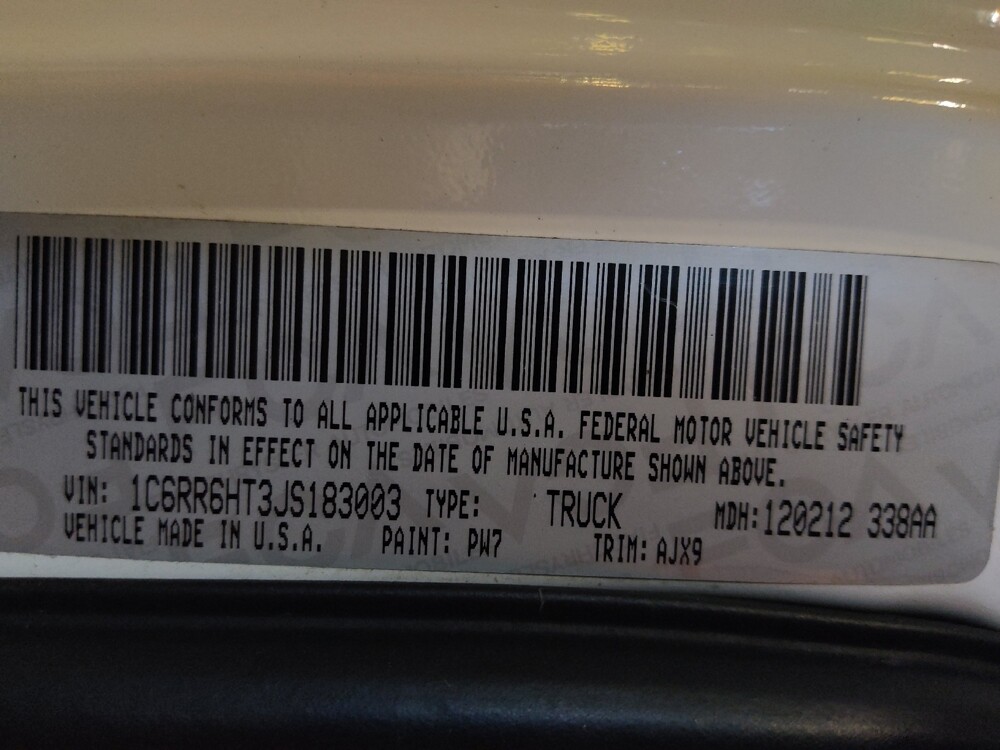 THIS VEHICLE CONFORMS TO ALL APPLICABLE U.S.A. FEDERAL MOTOR VEHICLE SAFETY
STANDARDS IN EFFECT ON THE DATE OF MANUFACTURE SHOWN ABOVE.
VIN: 1C6RR6HT3JS183003 TYPE: TRUCK MDH:120212 338AA
VEHICLE MADE IN U.S.A. PAINT: PW7 TRIM: AJX9